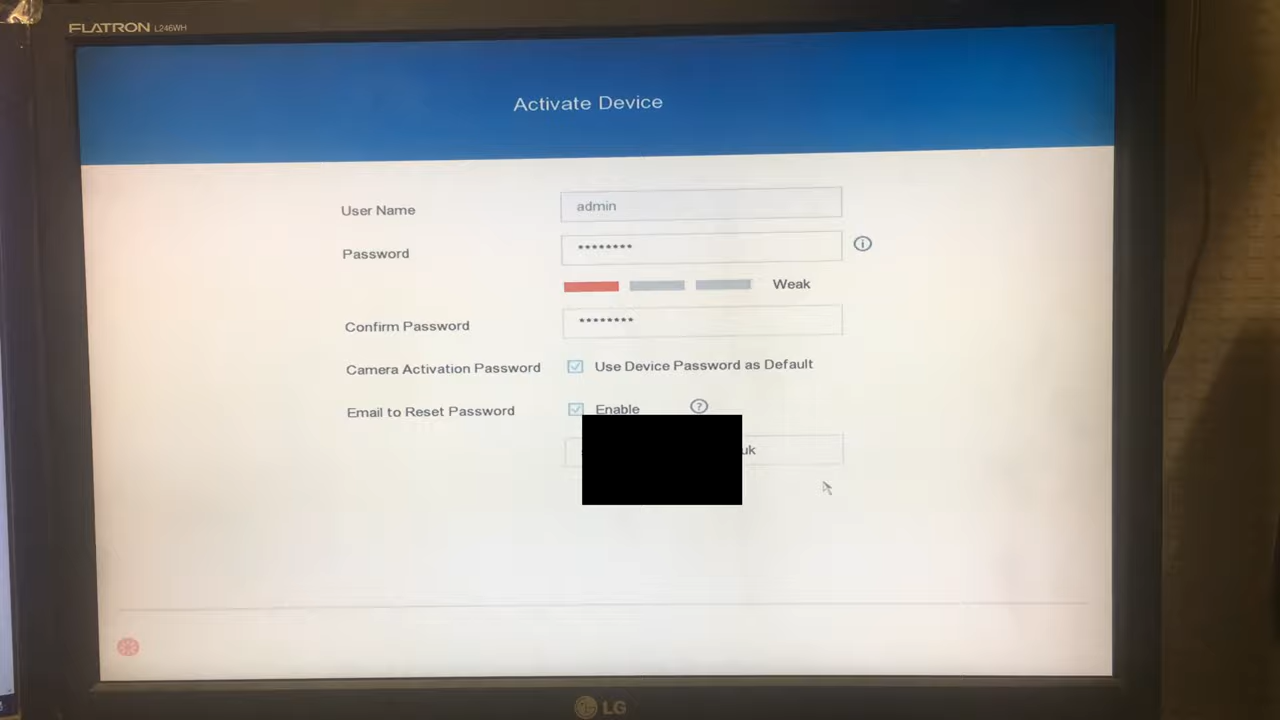 FLATRON L246WH
Activate Device
User Name admin
Password ********
Weak
Confirm Password ********
Camera Activation Password Use Device Password as Default
Email to Reset Password Enable
uk
LG